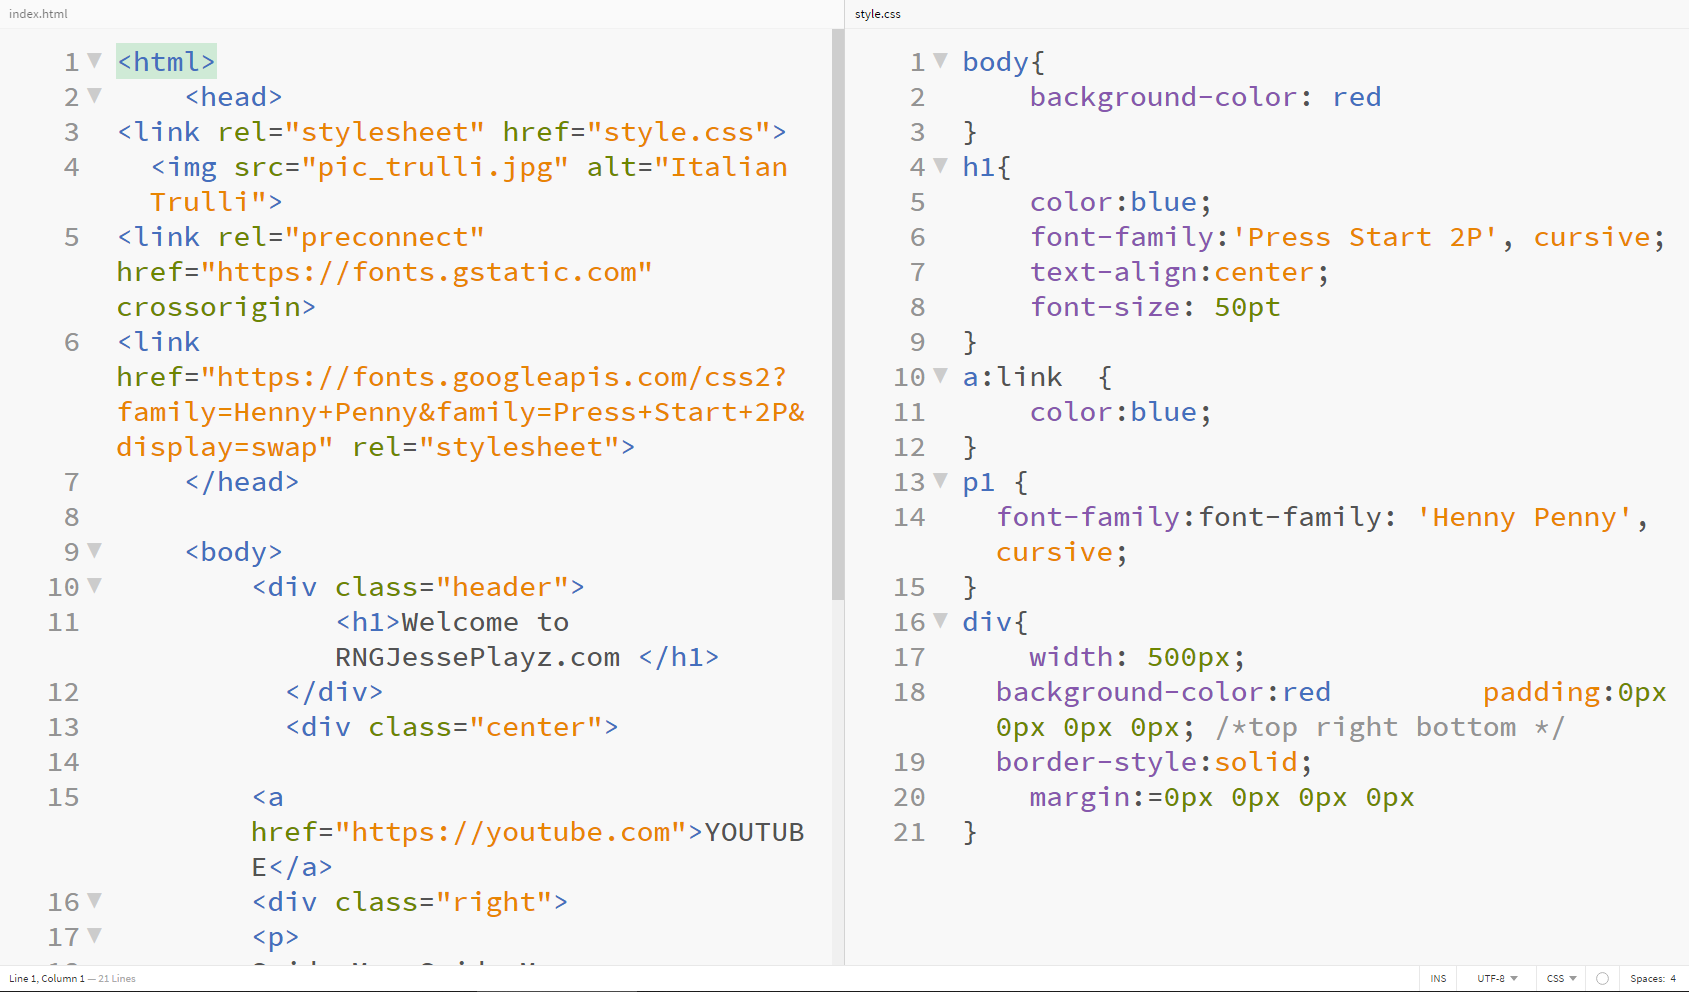 index.html
1 <html>
2 <head>
3 <link rel="stylesheet" href="style.css">
4 <img src="pic_trulli.jpg" alt="Italian
Trulli">
5 <link rel="preconnect"
href="https://fonts.gstatic.com"
crossorigin>
6 <link
href="https://fonts.googleapis.com/css2?
family=Henny+Penny&family=Press+Start+2P&
display=swap" rel="stylesheet">
7 </head>
8
9 <body>
10 <div class="header">
11 <h1>Welcome to
RNGJessePlayz.com </h1>
12 </div>
13 <div class="center">
14
15 <a
href="https://youtube.com">YOUTUB
E</a>
16 <div class="right">
17 <p>
style.css
1 body{
2 background-color: red
3 }
4 h1{
5 color:blue;
6 font-family:'Press Start 2P', cursive;
7 text-align:center;
8 font-size: 50pt
9 }
10 a:link  {
11 color:blue;
12 }
13 p1 {
14 font-family:font-family: 'Henny Penny',
cursive;
15 }
16 div{
17 width: 500px;
18 background-color:red         padding:0px
0px 0px 0px; /*top right bottom */
19 border-style:solid;
20 margin:=0px 0px 0px 0px
21 }
Line 1, Column 1 — 21 Lines
INS UTF-8 CSS Spaces: 4